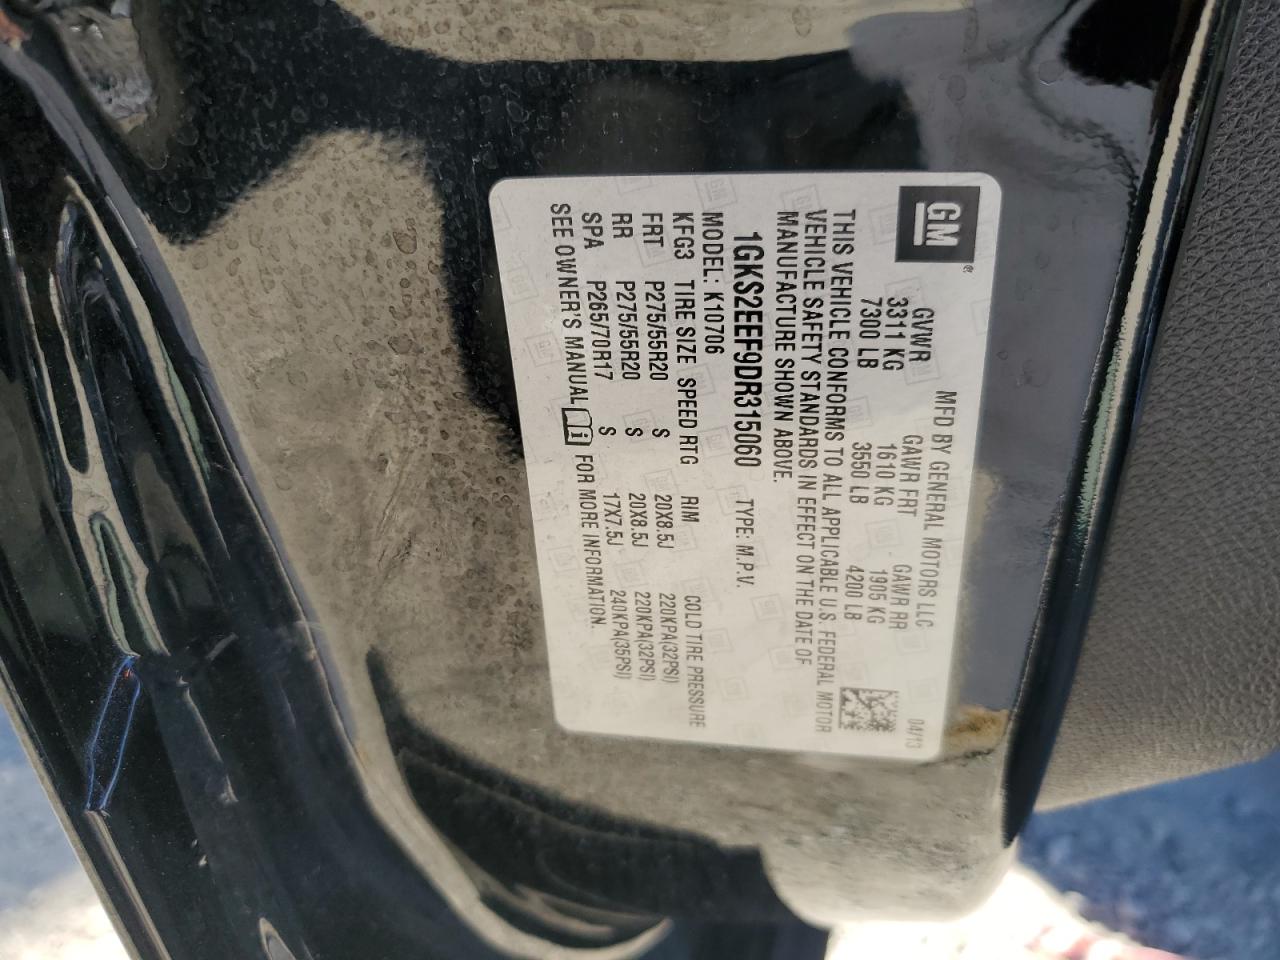 GM
MFD BY GENERAL MOTORS LLC 04/13
GVWR GAWR FRT GAWR RR
3311 KG 1610 KG 1905 KG
7300 LB 3550 LB 4200 LB
THIS VEHICLE CONFORMS TO ALL APPLICABLE U.S. FEDERAL MOTOR
VEHICLE SAFETY STANDARDS IN EFFECT ON THE DATE OF
MANUFACTURE SHOWN ABOVE.
1GKS2EEF9DR315060 TYPE: M.P.V.
MODEL: K10706
KFG3 TIRE SIZE SPEED RTG RIM COLD TIRE PRESSURE
FRT P275/55R20 S 20X8.5J 220KPA(32PSI)
RR P275/55R20 S 20X8.5J 220KPA(32PSI)
SPA P265/70R17 S 17X7.5J 240KPA(35PSI)
SEE OWNER'S MANUAL i FOR MORE INFORMATION.